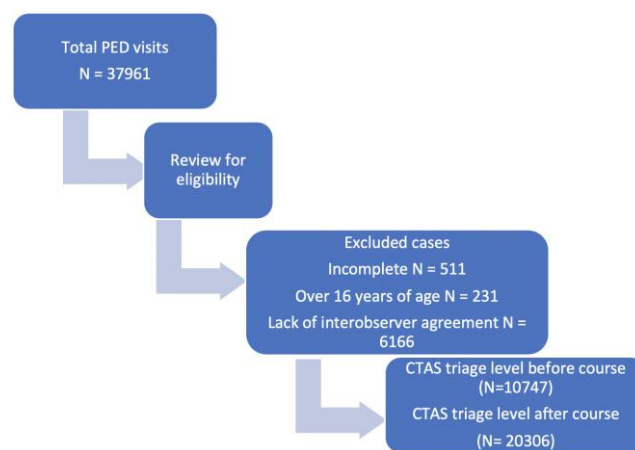 Total PED visits
N = 37961
Review for
eligibility
Excluded cases
Incomplete N = 511
Over 16 years of age N = 231
Lack of interobserver agreement N =
6166
CTAS triage level before course
(N=10747)
CTAS triage level after course
(N= 20306)